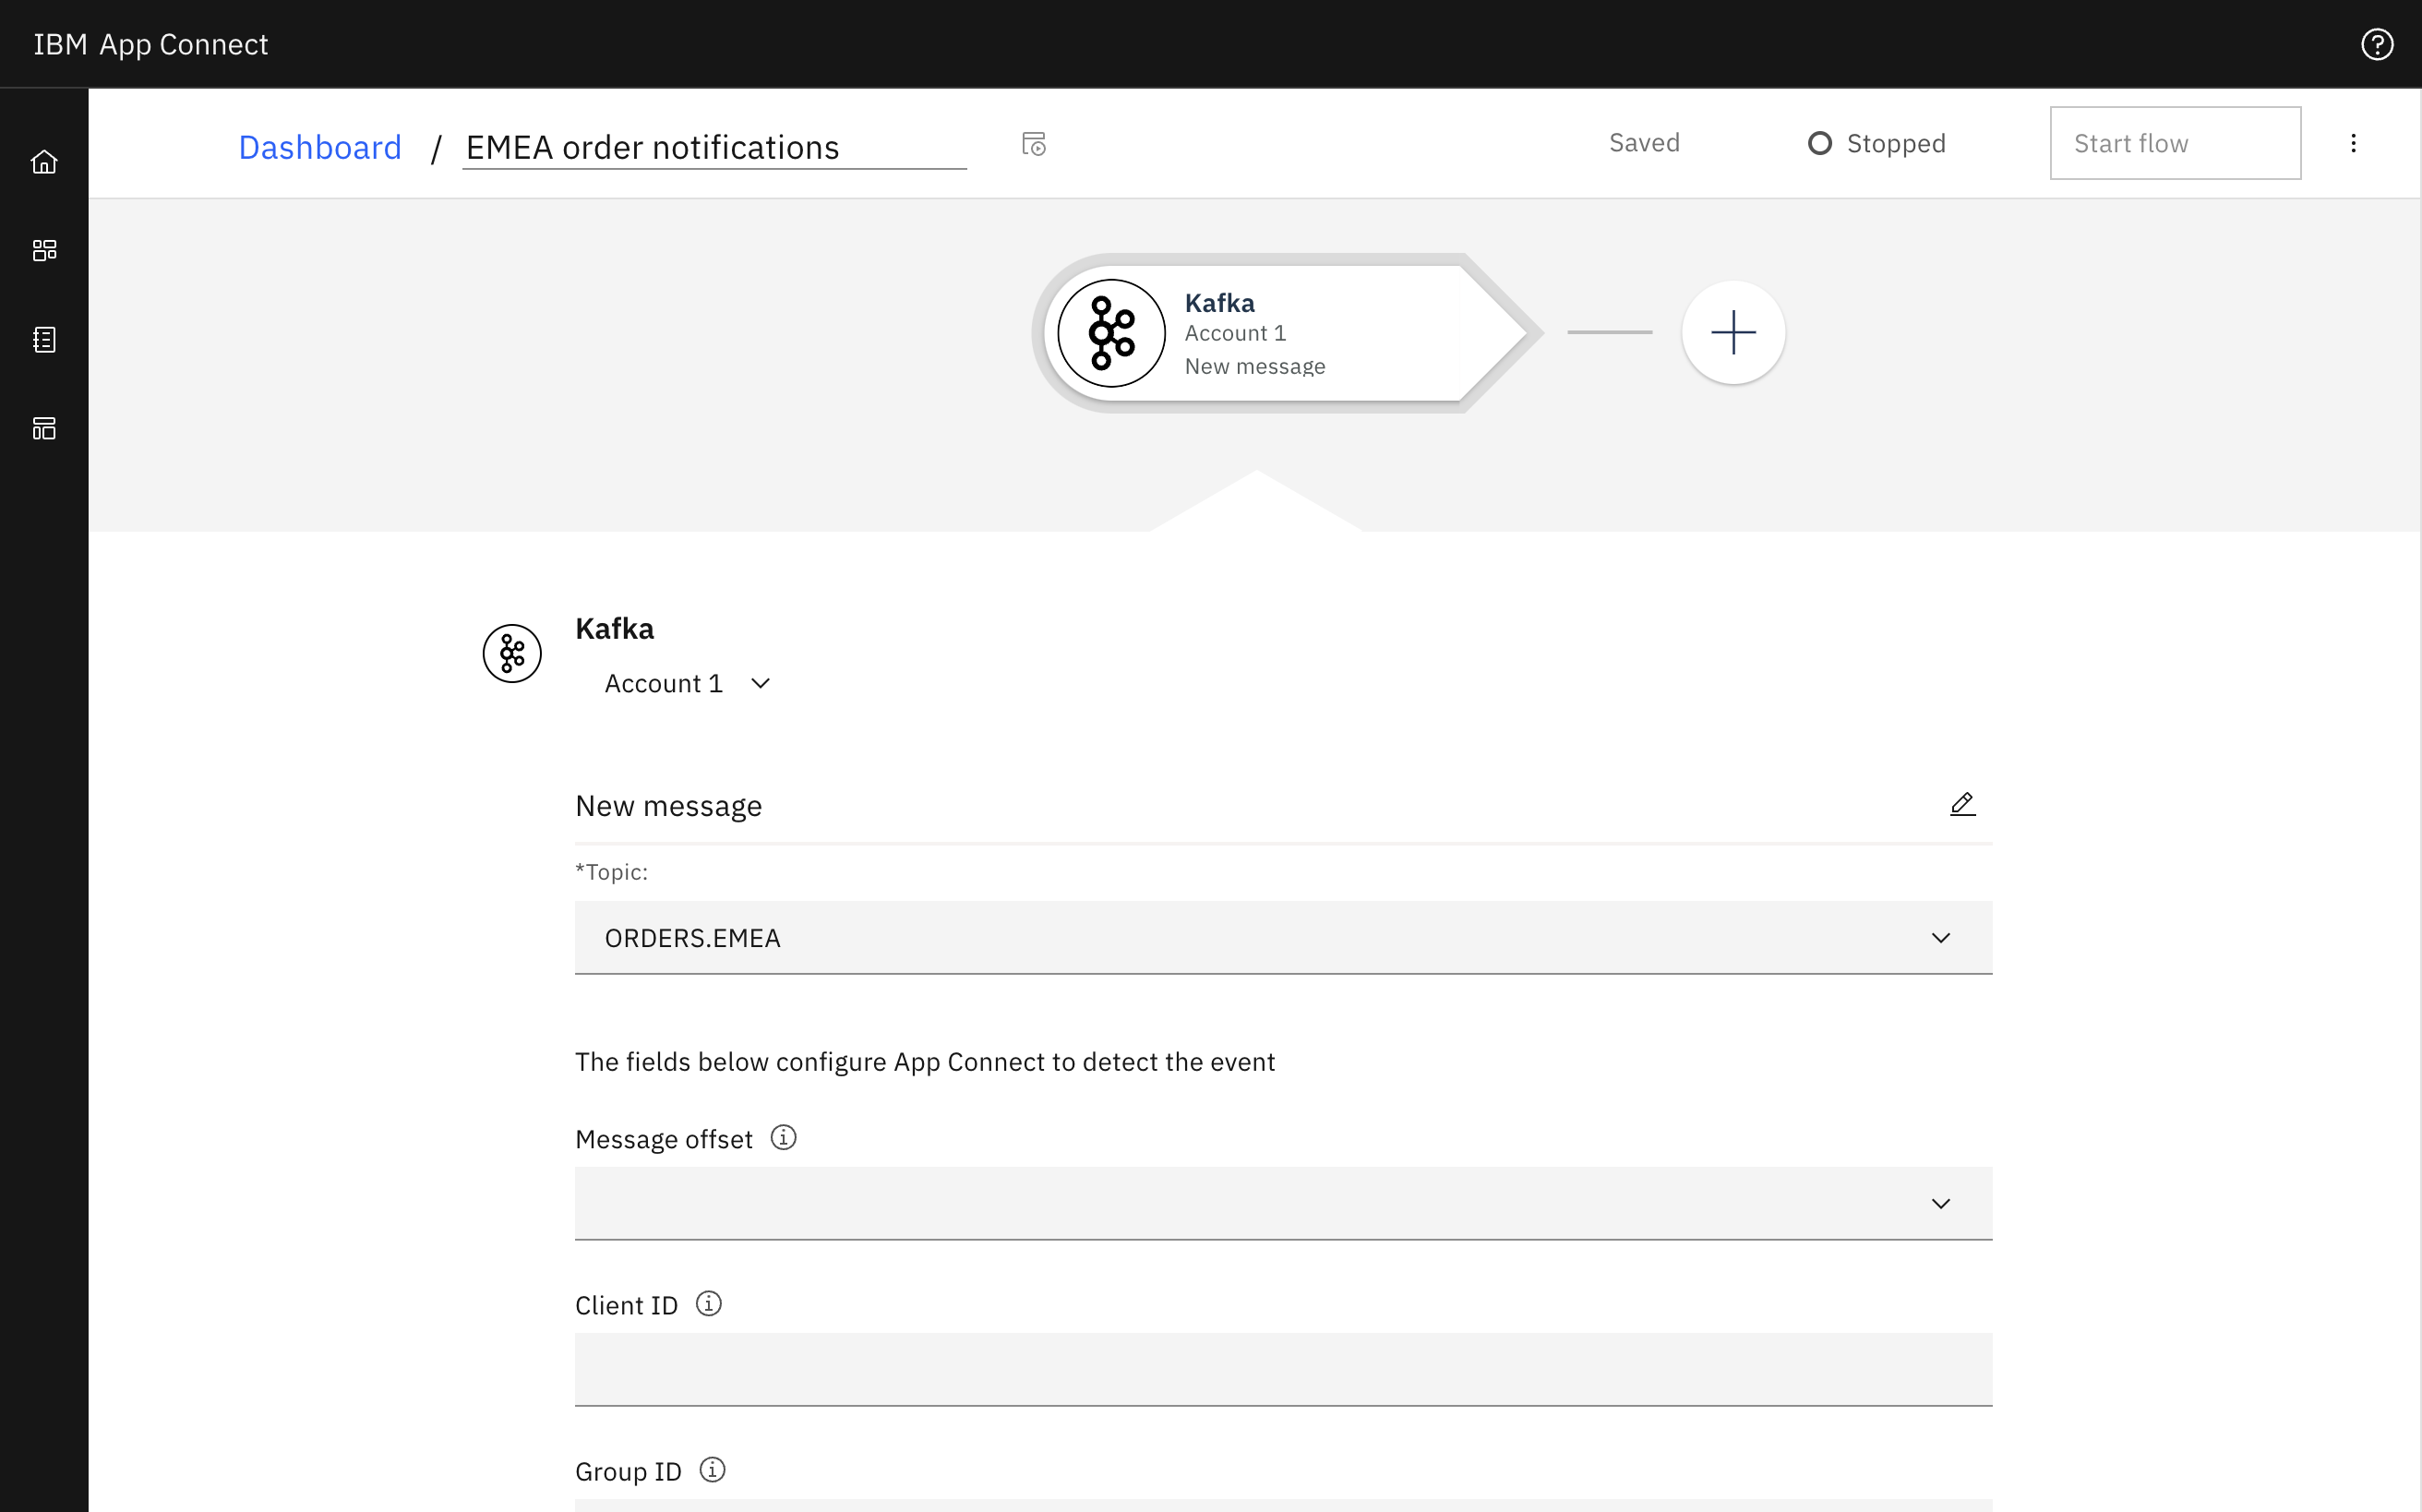 IBM App Connect
Dashboard / EMEA order notifications
Saved
Stopped
Start flow
Kafka
Account 1
New message
Kafka
Account 1
New message
*Topic:
ORDERS.EMEA
The fields below configure App Connect to detect the event
Message offset
Client ID
Group ID